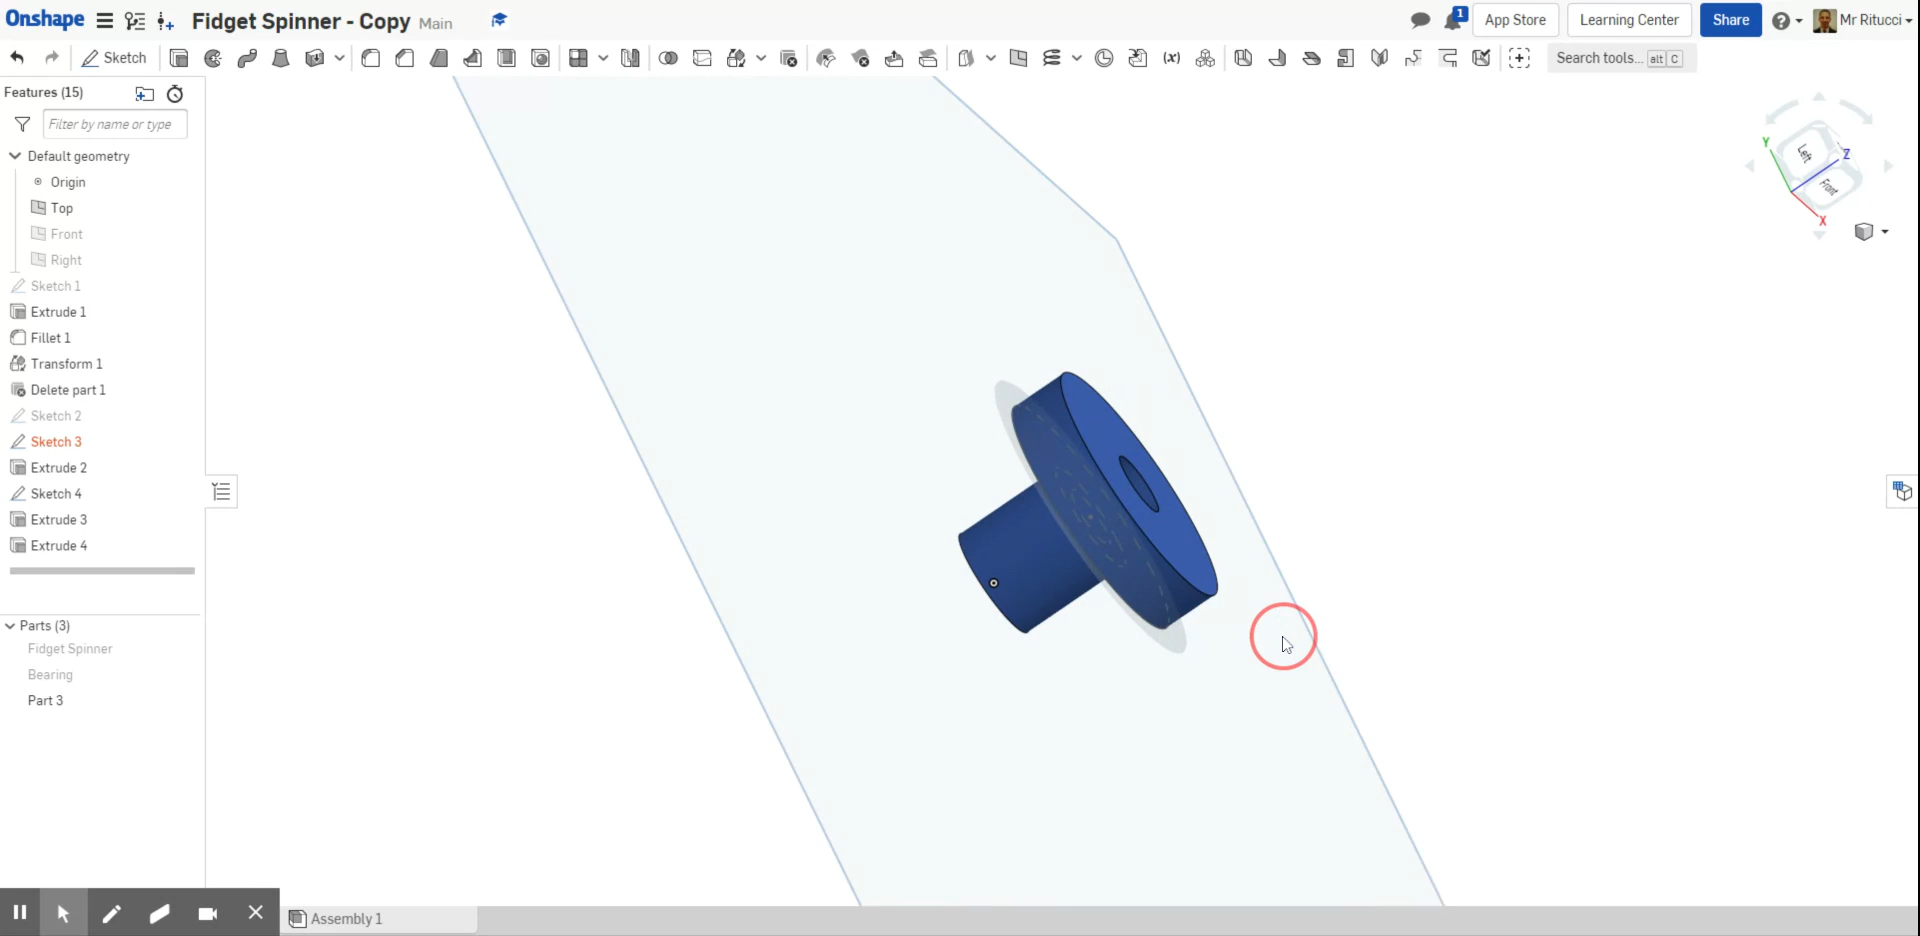 Onshape
Fidget Spinner - Copy Main
1
App Store
Learning Center
Share
Mr Ritucci
Sketch
(x)
Search tools... alt C
Features (15)
Filter by name or type
Default geometry
Origin
Top
Front
Right
Sketch 1
Extrude 1
Fillet 1
Transform 1
Delete part 1
Sketch 2
Sketch 3
Extrude 2
Sketch 4
Extrude 3
Extrude 4
Parts (3)
Fidget Spinner
Bearing
Part 3
Y
Left
Z
Front
X
Assembly 1